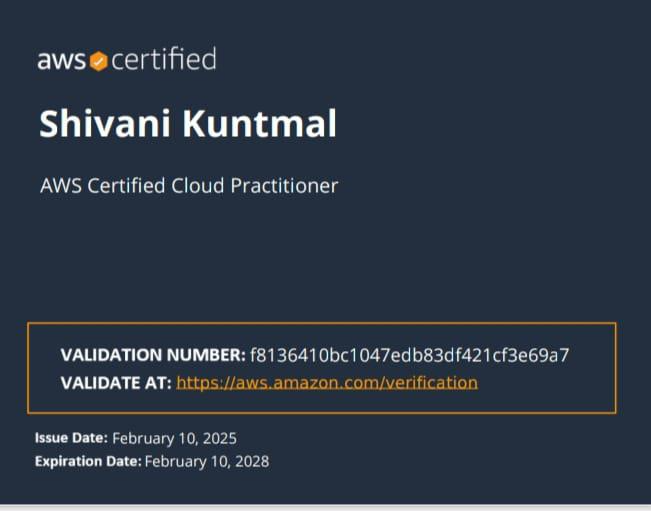 aws certified
Shivani Kuntmal
AWS Certified Cloud Practitioner
VALIDATION NUMBER: f8136410bc1047edb83df421cf3e69a7
VALIDATE AT: https://aws.amazon.com/verification
Issue Date: February 10, 2025
Expiration Date: February 10, 2028